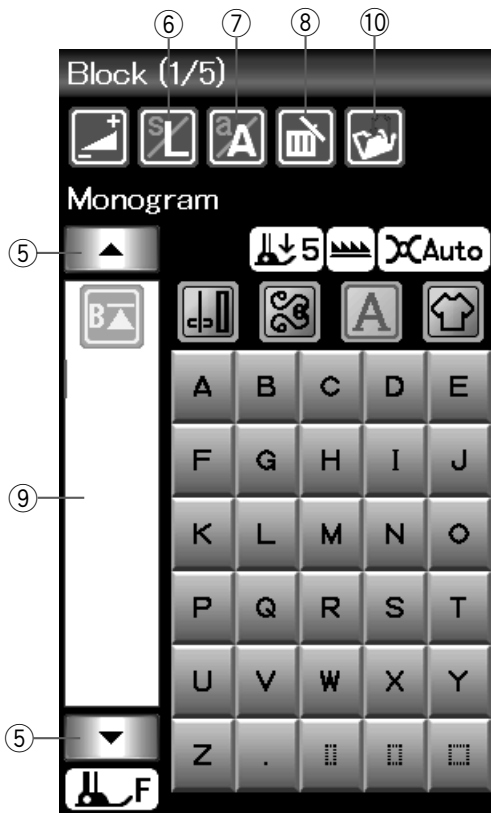 ⑥ ⑦ ⑧ ⑩
Block (1/5)
+ − S L a A
Monogram
⑤ ▲ 5 Auto
B A
A B C D E
F G H I J
⑨
K L M N O
P Q R S T
U V W X Y
⑤ ▼
Z .
F